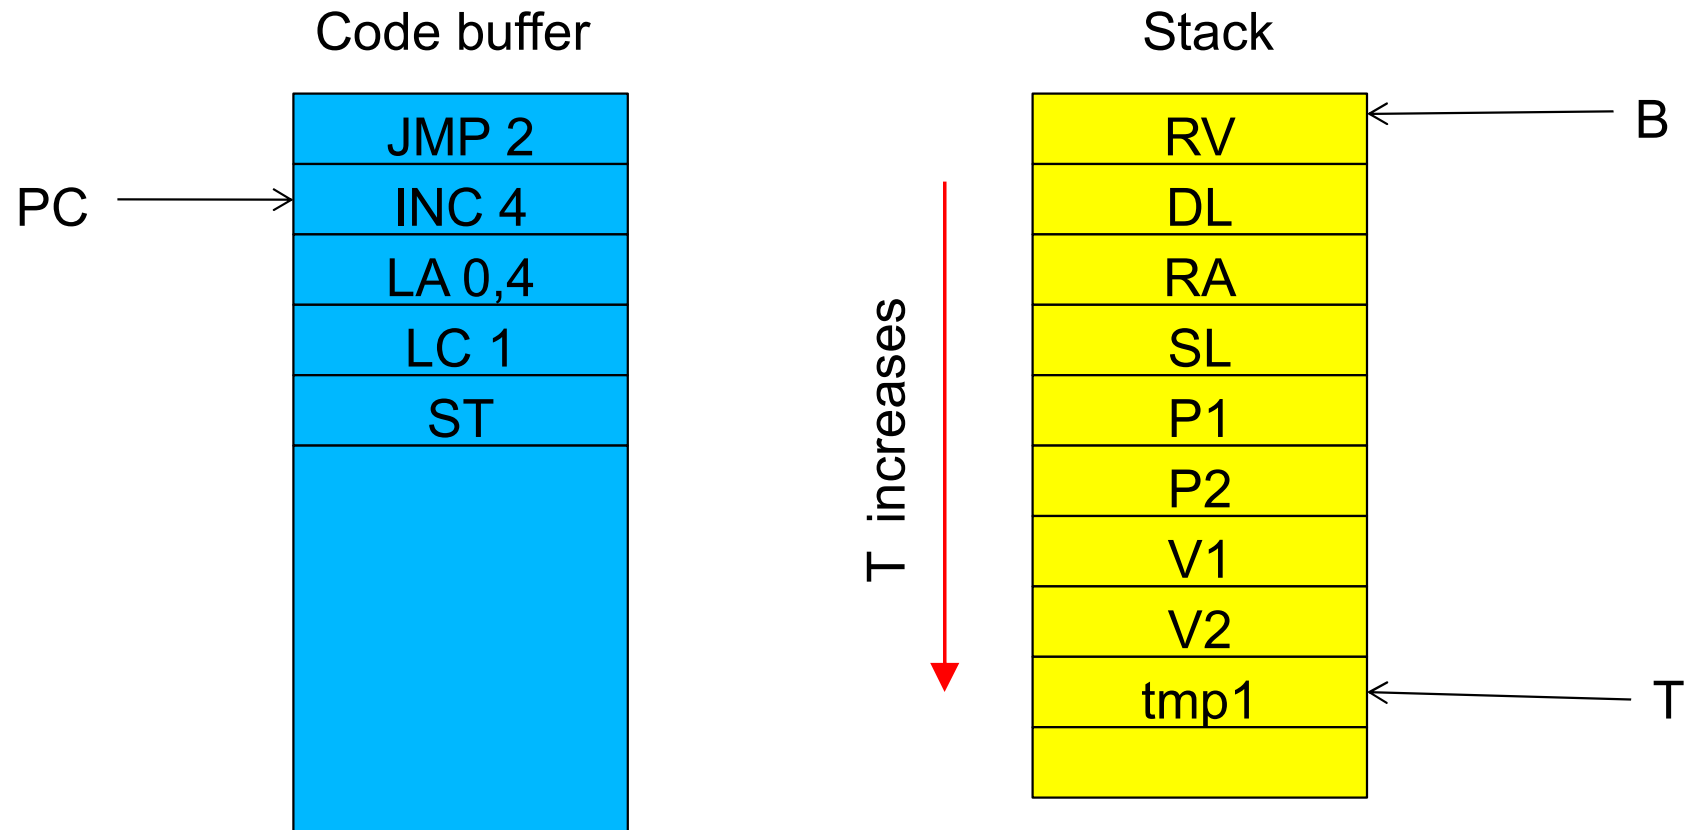 Code buffer
Stack
JMP 2
INC 4
LA 0,4
LC 1
ST
PC
T increases
RV
DL
RA
SL
P1
P2
V1
V2
tmp1
B
T